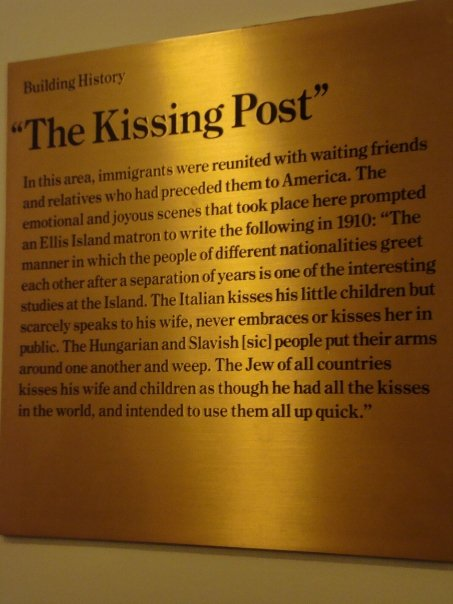 Building History
“The Kissing Post”
In this area, immigrants were reunited with waiting friends
and relatives who had preceded them to America. The
emotional and joyous scenes that took place here prompted
an Ellis Island matron to write the following in 1910: “The
manner in which the people of different nationalities greet
each other after a separation of years is one of the interesting
studies at the Island. The Italian kisses his little children but
scarcely speaks to his wife, never embraces or kisses her in
public. The Hungarian and Slavish [sic] people put their arms
around one another and weep. The Jew of all countries
kisses his wife and children as though he had all the kisses
in the world, and intended to use them all up quick.”